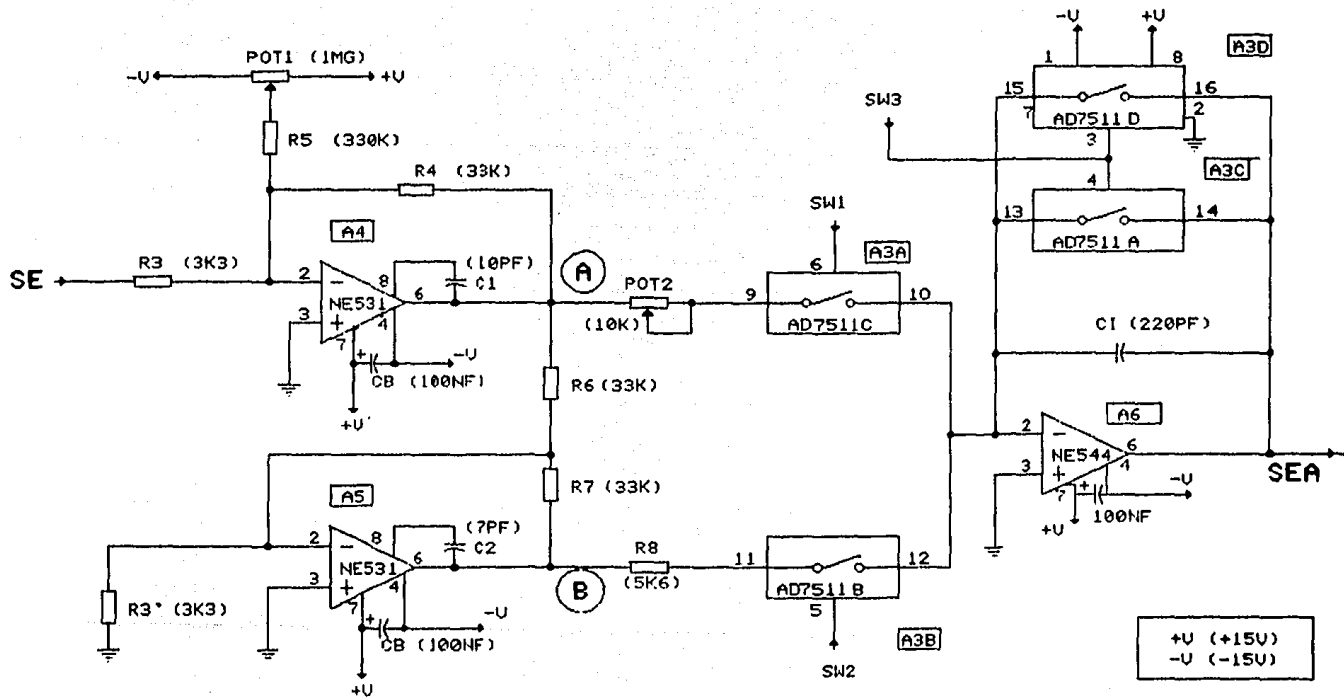 -V +V
1 8 A3D
POT1 (1MG)
-V +V
15 16
7 2
AD7511 D
SW3
3
R5 (330K)
R4 (33K)
4 A3C
SW1
13 14
AD7511 A
A4
6 A3A
SE R3 (3K3)
2 − 8 (10PF)
C1
A
POT2
9 10
NE531 6
(10K)
AD7511C
CI (220PF)
3 + 4
7 + -V
CB (100NF)
R6 (33K)
+V
A6
2 − 6
NE544 4
SEA
3 +
7 + -V
100NF
+V
A5
R7 (33K)
2 − 8 (7PF)
C2
R8
11 12
NE531 6
(5K6)
B
AD7511 B
3 + 4
R3' (3K3)
7 + -V
CB (100NF)
5
A3B
SW2
+V
+V (+15V)
-V (-15V)